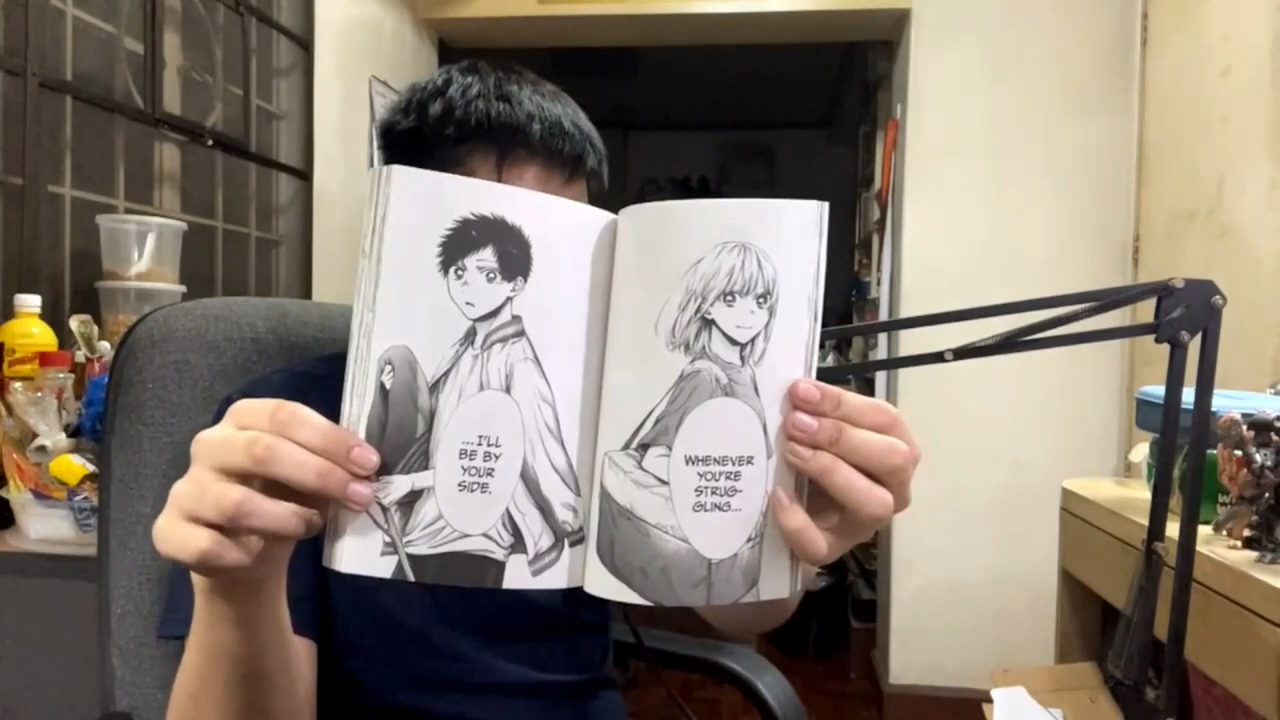 WHENEVER
YOU'RE
STRUG-
GLING...
...I'LL
BE BY
YOUR
SIDE.